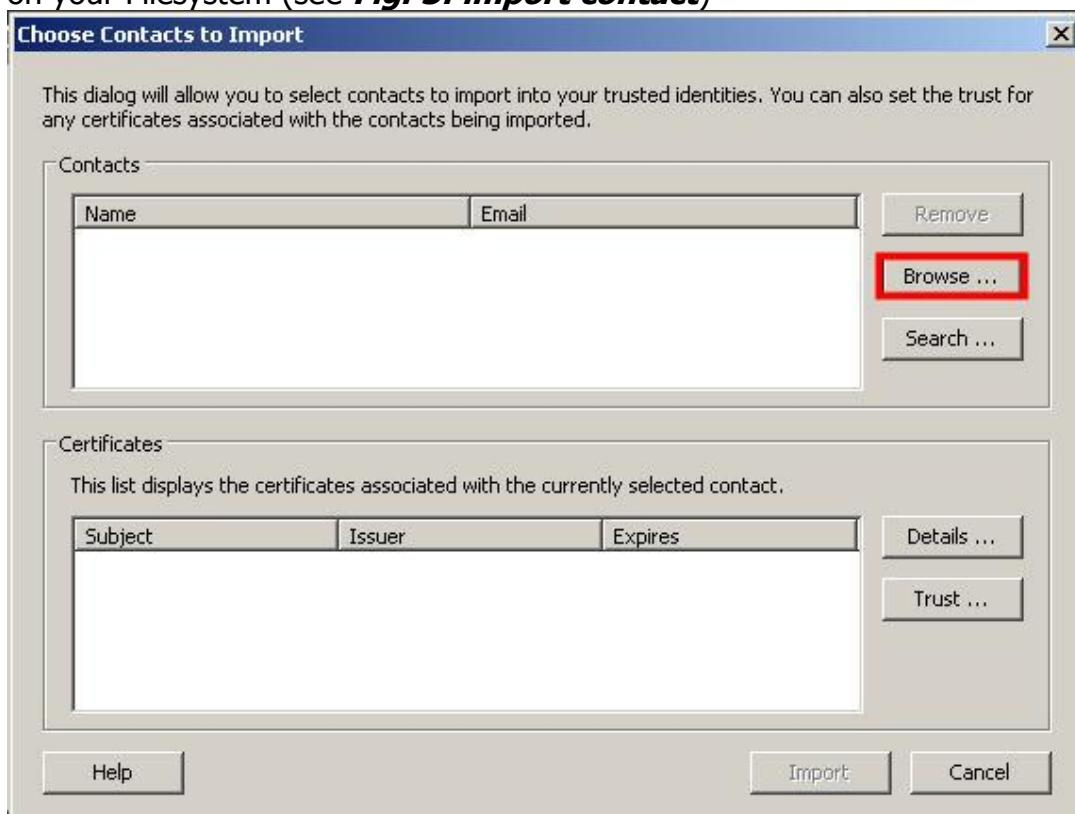 on your Filesystem (see Fig. 5: import contact)
Choose Contacts to Import
This dialog will allow you to select contacts to import into your trusted identities. You can also set the trust for
any certificates associated with the contacts being imported.
Contacts
Name Email
Remove
Browse ...
Search ...
Certificates
This list displays the certificates associated with the currently selected contact.
Subject Issuer Expires
Details ...
Trust ...
Help Import Cancel